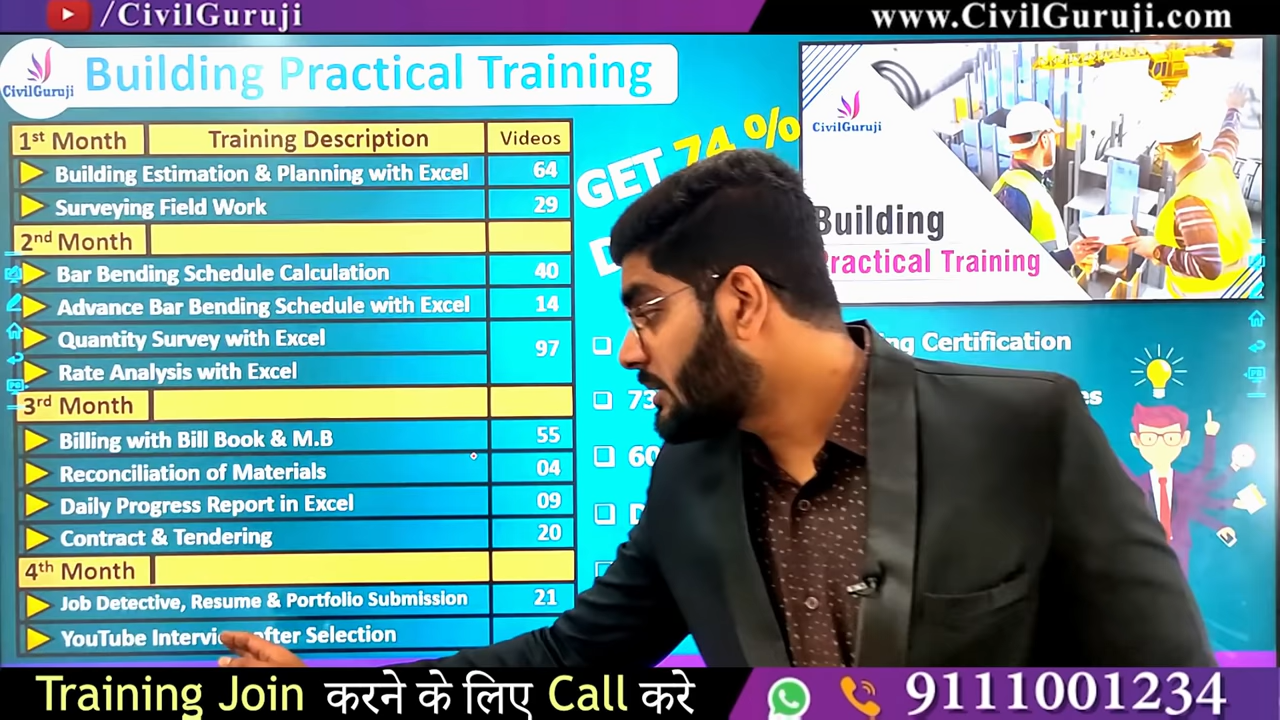 /CivilGuruji
www.CivilGuruji.com
CivilGuruji
Building Practical Training
1st Month Training Description Videos
Building Estimation & Planning with Excel 64
Surveying Field Work 29
2nd Month
Bar Bending Schedule Calculation 40
Advance Bar Bending Schedule with Excel 14
Quantity Survey with Excel 97
Rate Analysis with Excel
3rd Month
Billing with Bill Book & M.B 55
Reconciliation of Materials 04
Daily Progress Report in Excel 09
Contract & Tendering 20
4th Month
Job Detective, Resume & Portfolio Submission 21
YouTube after Selection
GET 74 %
CivilGuruji
Building
Practical Training
Certification
Training Join करने के लिए Call करे
9111001234